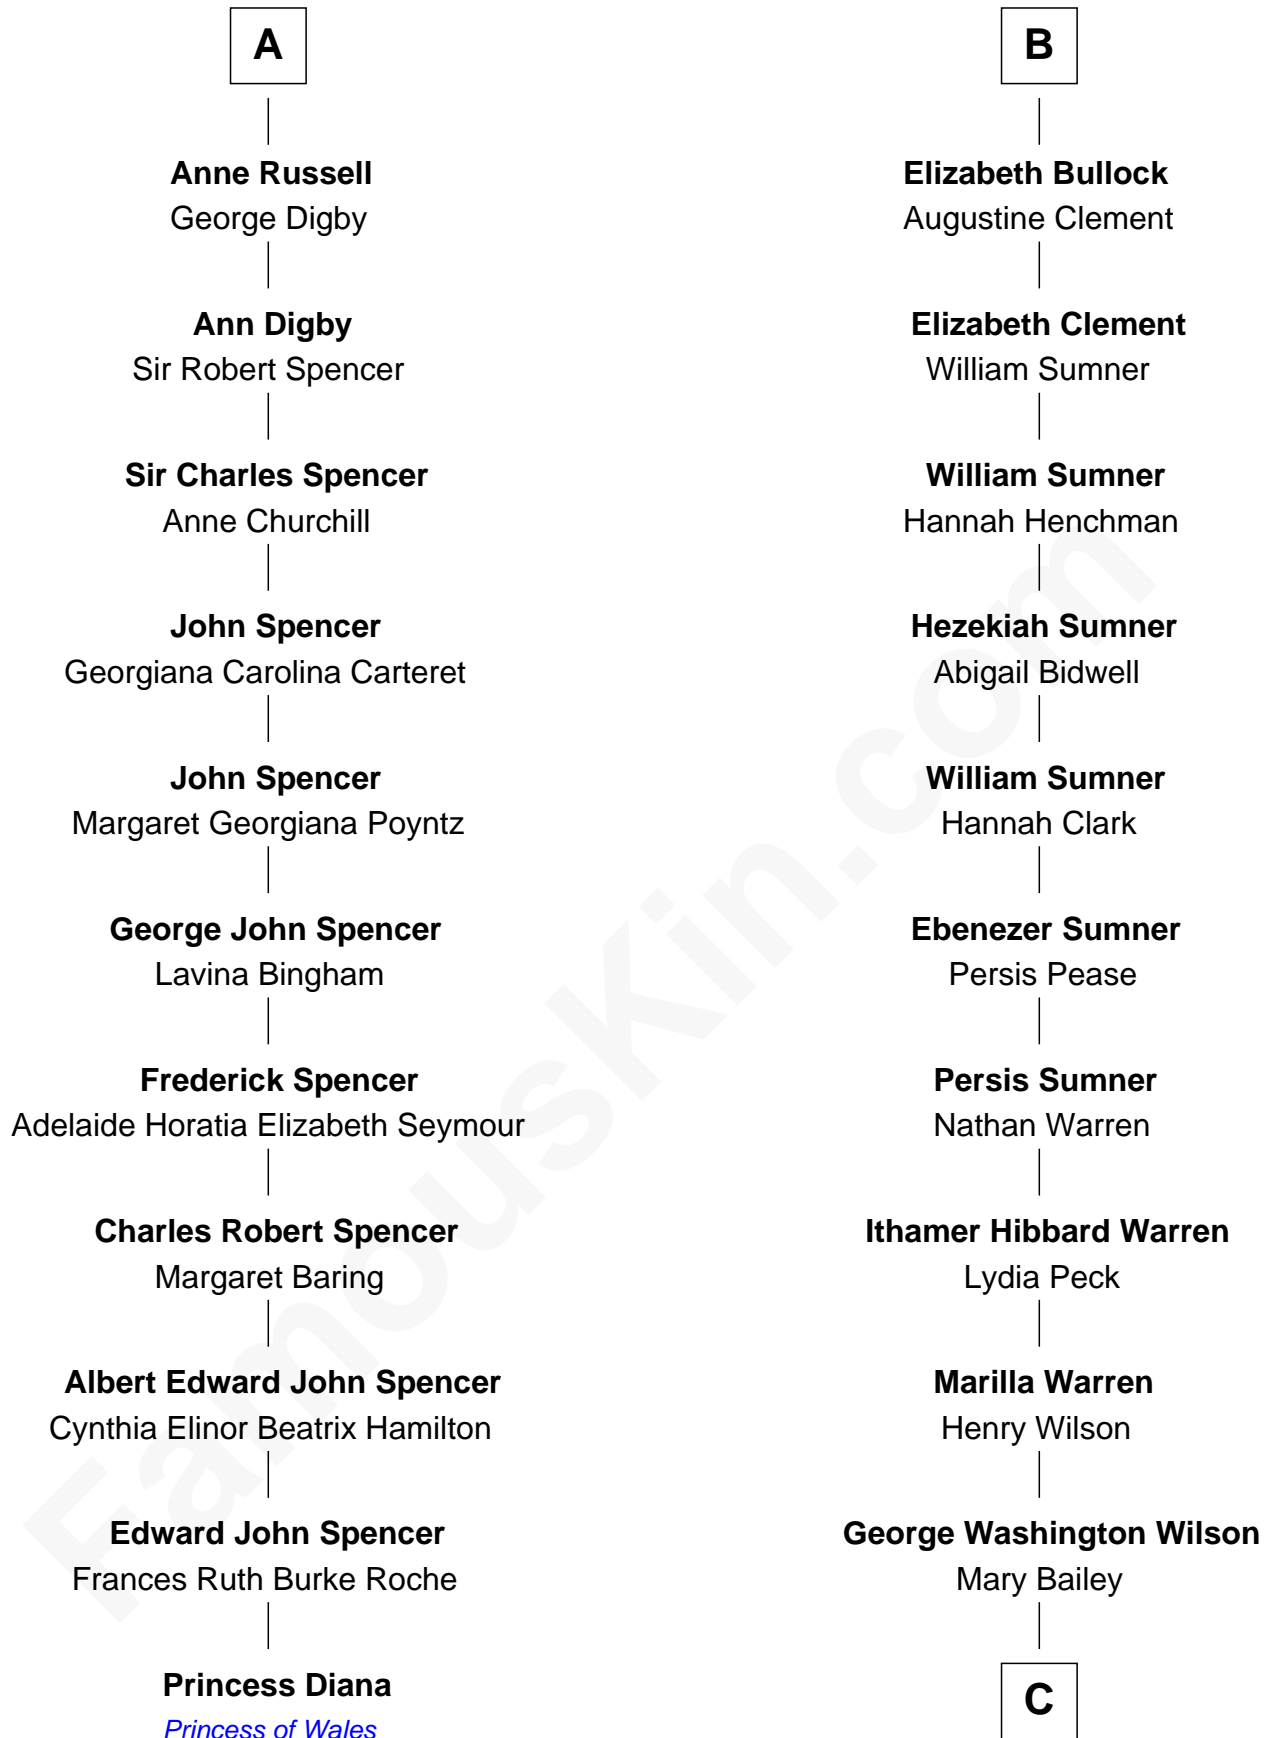 A
Anne Russell
George Digby
Ann Digby
Sir Robert Spencer
Sir Charles Spencer
Anne Churchill
John Spencer
Georgiana Carolina Carteret
John Spencer
Margaret Georgiana Poyntz
George John Spencer
Lavina Bingham
Frederick Spencer
Adelaide Horatia Elizabeth Seymour
Charles Robert Spencer
Margaret Baring
Albert Edward John Spencer
Cynthia Elinor Beatrix Hamilton
Edward John Spencer
Frances Ruth Burke Roche
Princess Diana
Princess of Wales
B
Elizabeth Bullock
Augustine Clement
Elizabeth Clement
William Sumner
William Sumner
Hannah Henchman
Hezekiah Sumner
Abigail Bidwell
William Sumner
Hannah Clark
Ebenezer Sumner
Persis Pease
Persis Sumner
Nathan Warren
Ithamer Hibbard Warren
Lydia Peck
Marilla Warren
Henry Wilson
George Washington Wilson
Mary Bailey
C
FamousKin.com